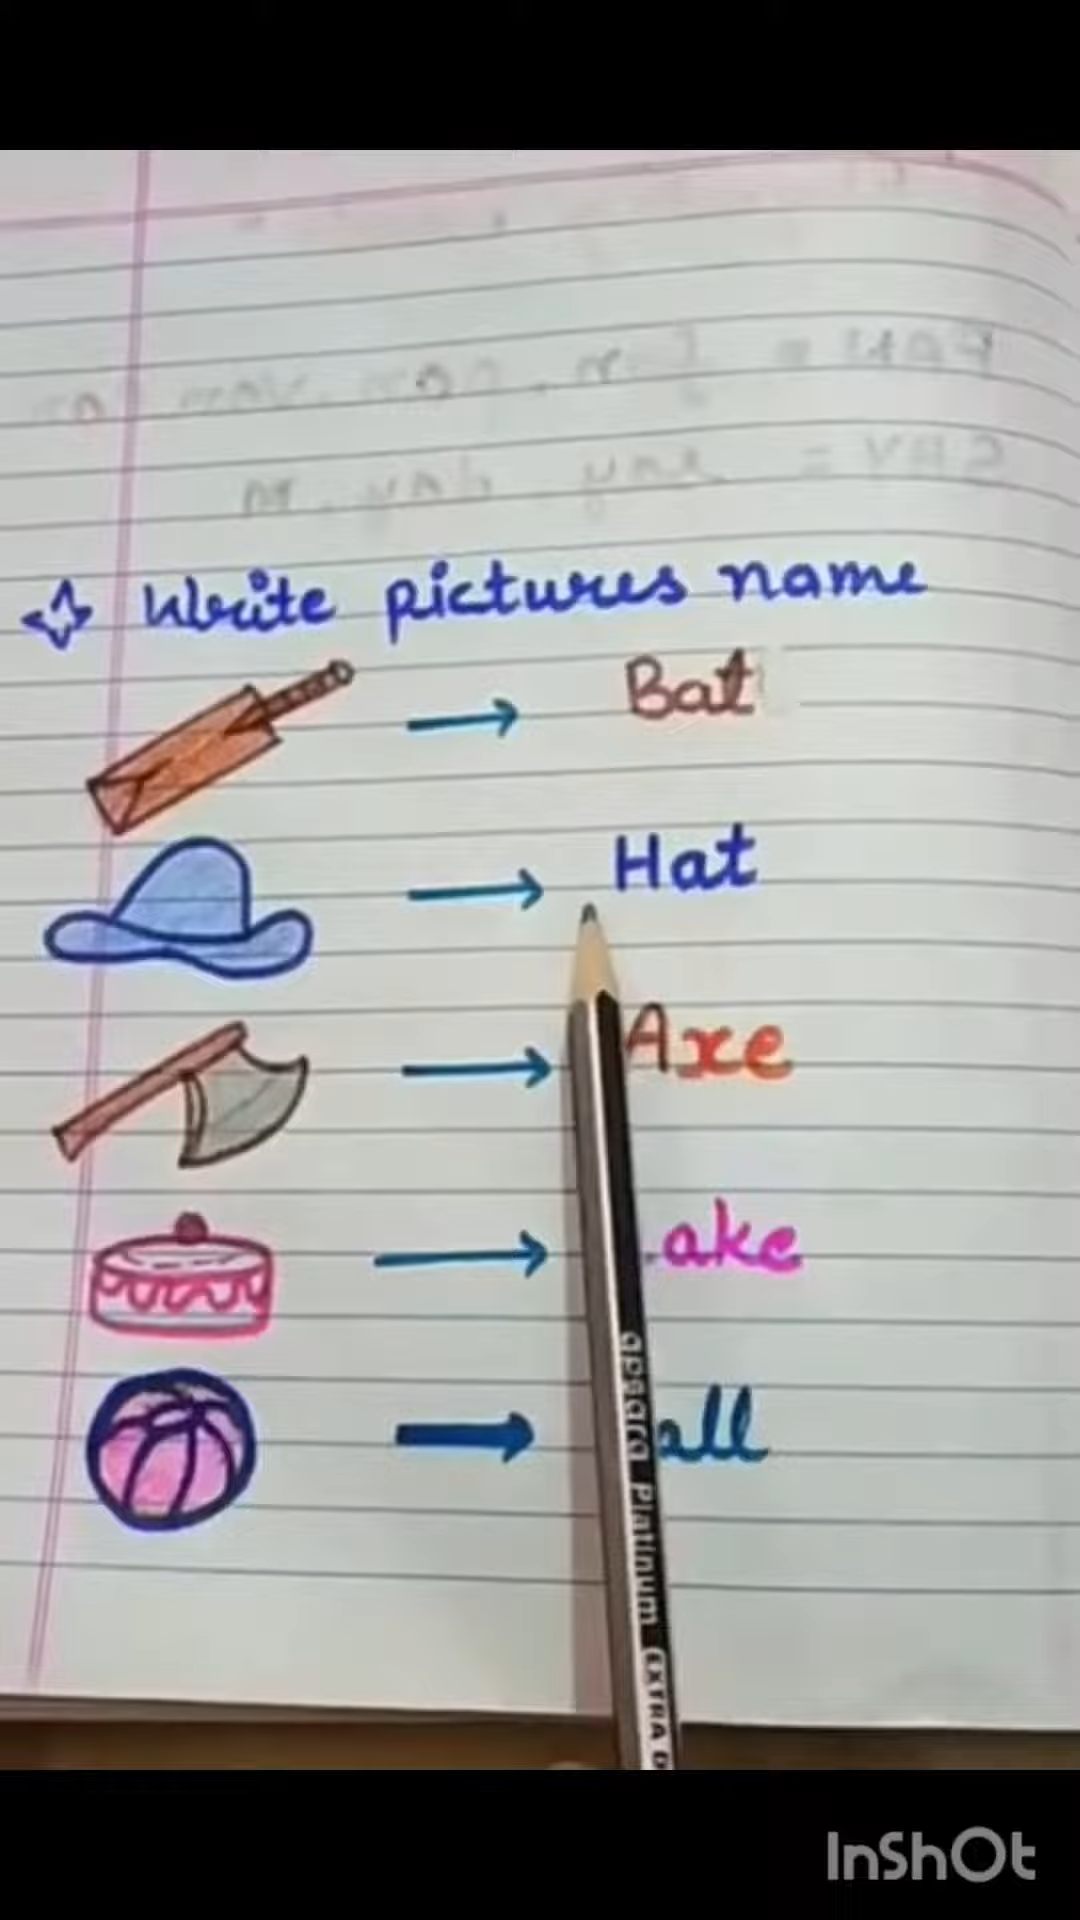 Write pictures name
Bat
Hat
Axe
ake
all
apsara Platinum EXTRA D
InShOt